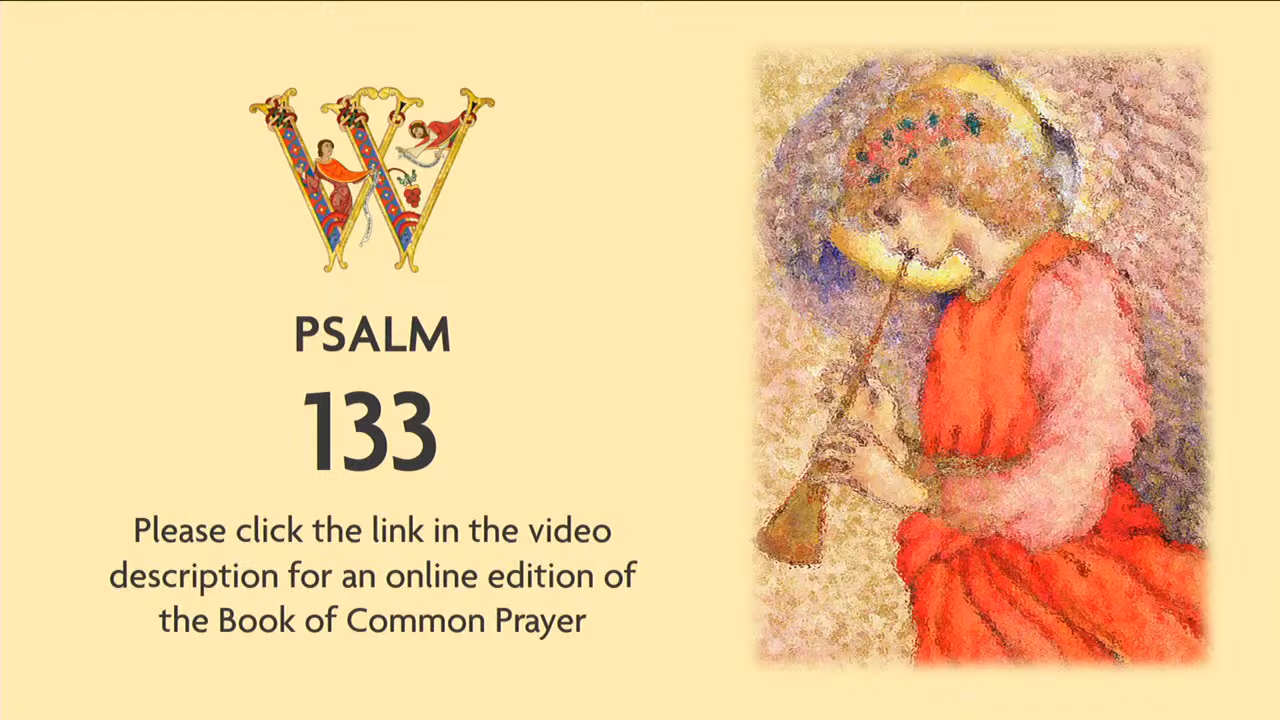 W
PSALM
133
Please click the link in the video
description for an online edition of
the Book of Common Prayer